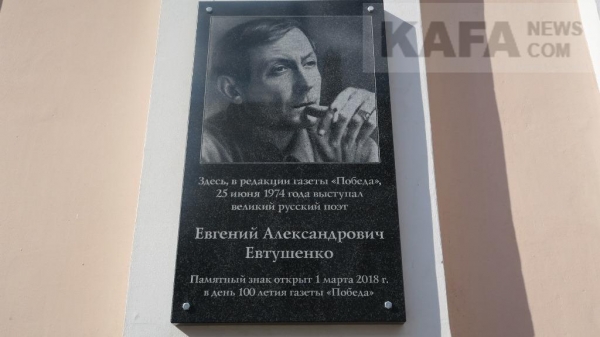 KAFA NEWS
COM
Здесь, в редакции газеты «Победа»,
25 июня 1974 года выступал
великий русский поэт
Евгений Александрович
Евтушенко
Памятный знак открыт 1 марта 2018 г.
в день 100 летия газеты «Победа»